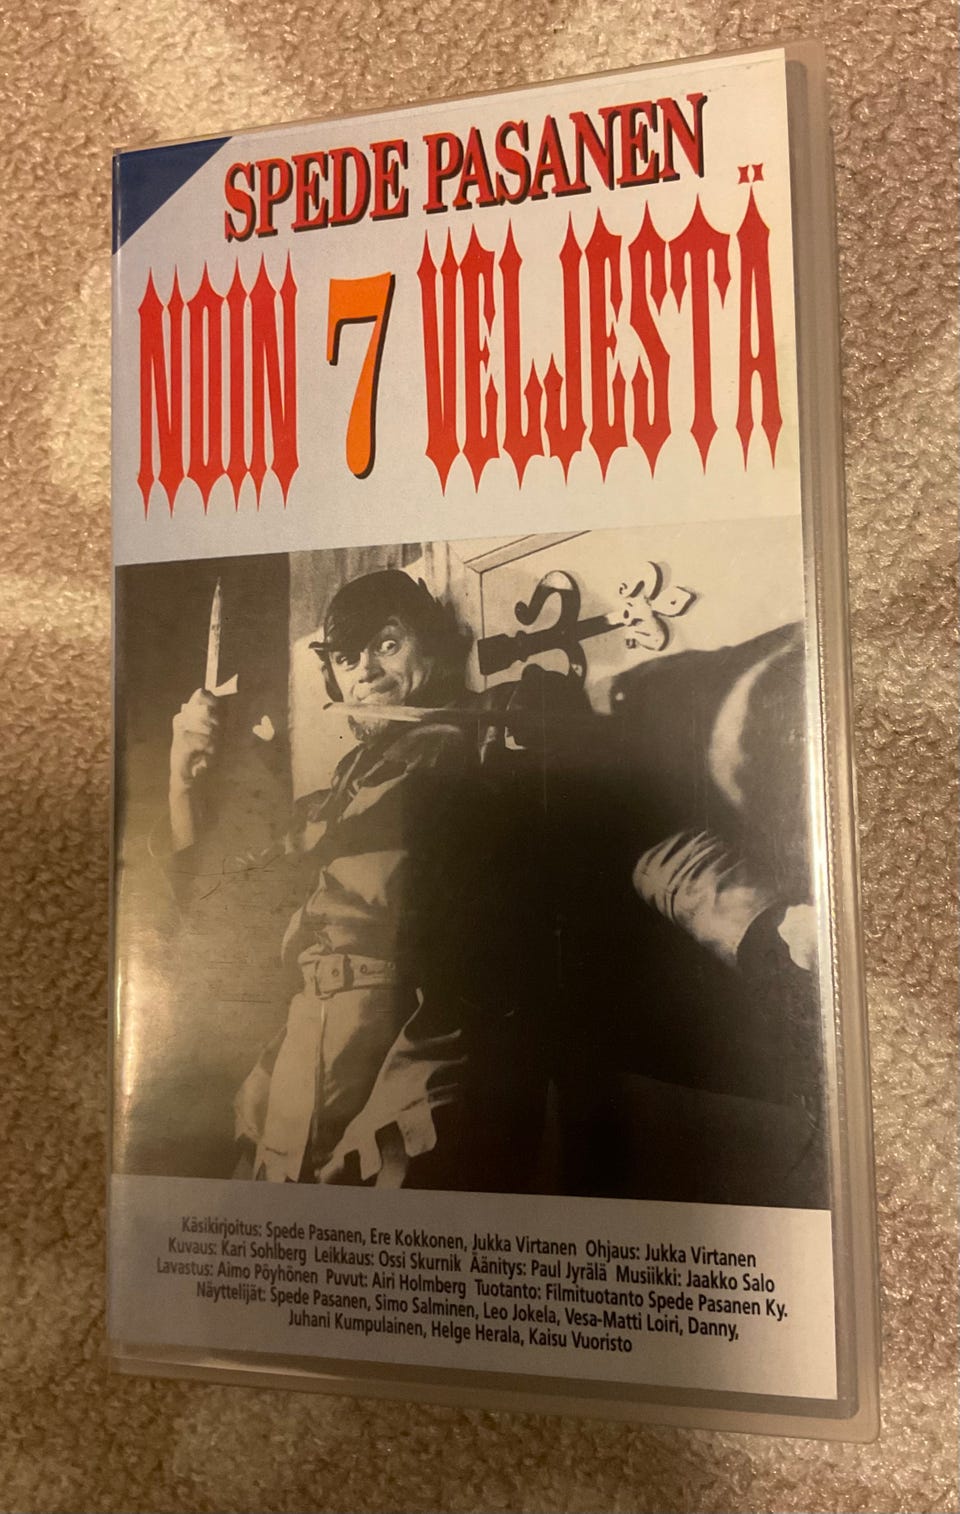 SPEDE PASANEN
NOIN 7 VELJESTÄ
Käsikirjoitus: Spede Pasanen, Ere Kokkonen, Jukka Virtanen Ohjaus: Jukka Virtanen
Kuvaus: Kari Sohlberg Leikkaus: Ossi Skurnik Äänitys: Paul Jyrälä Musiikki: Jaakko Salo
Lavastus: Aimo Pöyhönen Puvut: Airi Holmberg Tuotanto: Filmituotanto Spede Pasanen Ky.
Näyttelijät: Spede Pasanen, Simo Salminen, Leo Jokela, Vesa-Matti Loiri, Danny,
Juhani Kumpulainen, Helge Herala, Kaisu Vuoristo